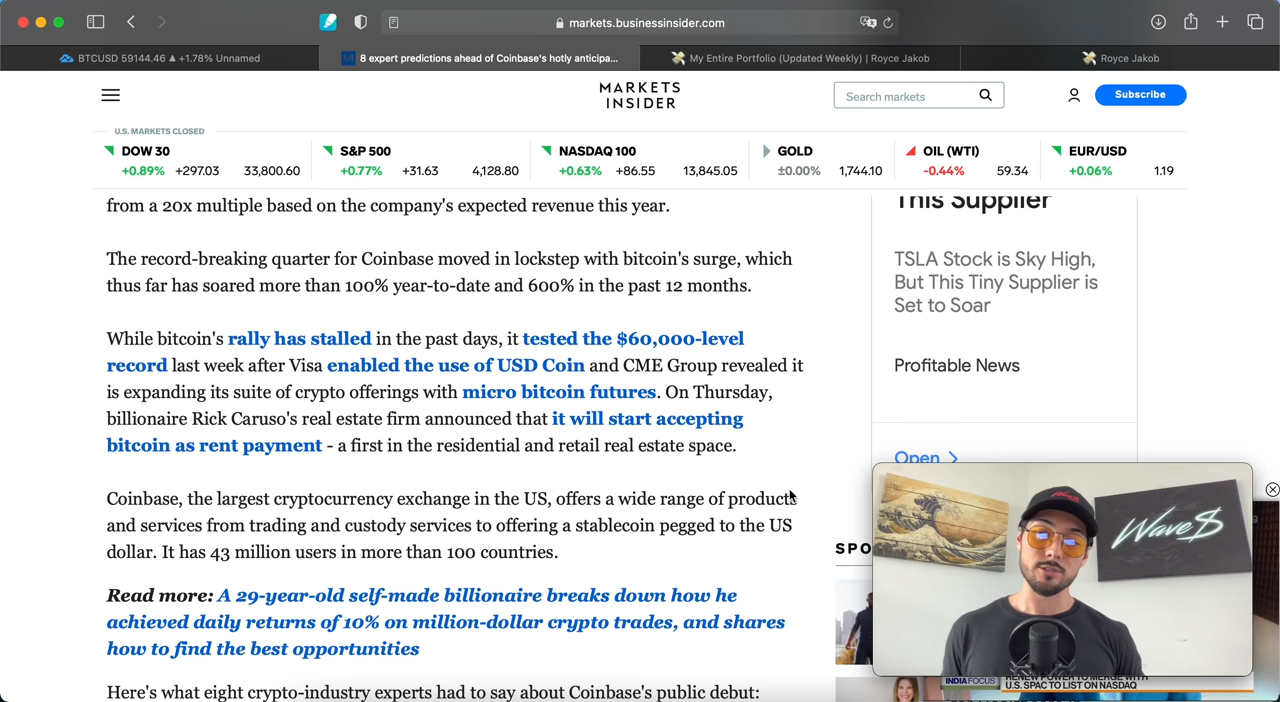 markets.businessinsider.com
BTCUSD 59144.46 ▲ +1.78% Unnamed
8 expert predictions ahead of Coinbase's hotly anticipa...
My Entire Portfolio (Updated Weekly) | Royce Jakob
Royce Jakob
MARKETS
INSIDER
Search markets
Subscribe
U.S. MARKETS CLOSED
DOW 30
+0.89% +297.03 33,800.60
S&P 500
+0.77% +31.63 4,128.80
NASDAQ 100
+0.63% +86.55 13,845.05
GOLD
±0.00% 1,744.10
OIL (WTI)
-0.44% 59.34
EUR/USD
+0.06% 1.19
from a 20x multiple based on the company's expected revenue this year.
The record-breaking quarter for Coinbase moved in lockstep with bitcoin's surge, which
thus far has soared more than 100% year-to-date and 600% in the past 12 months.
While bitcoin's rally has stalled in the past days, it tested the $60,000-level
record last week after Visa enabled the use of USD Coin and CME Group revealed it
is expanding its suite of crypto offerings with micro bitcoin futures. On Thursday,
billionaire Rick Caruso's real estate firm announced that it will start accepting
bitcoin as rent payment - a first in the residential and retail real estate space.
Coinbase, the largest cryptocurrency exchange in the US, offers a wide range of products
and services from trading and custody services to offering a stablecoin pegged to the US
dollar. It has 43 million users in more than 100 countries.
Read more: A 29-year-old self-made billionaire breaks down how he
achieved daily returns of 10% on million-dollar crypto trades, and shares
how to find the best opportunities
Here's what eight crypto-industry experts had to say about Coinbase's public debut:
This Supplier
TSLA Stock is Sky High,
But This Tiny Supplier is
Set to Soar
Profitable News
Open
SPO
Wave$
INDIA FOCUS
RENEW POWER TO MERGE WITH
U.S. SPAC TO LIST ON NASDAQ